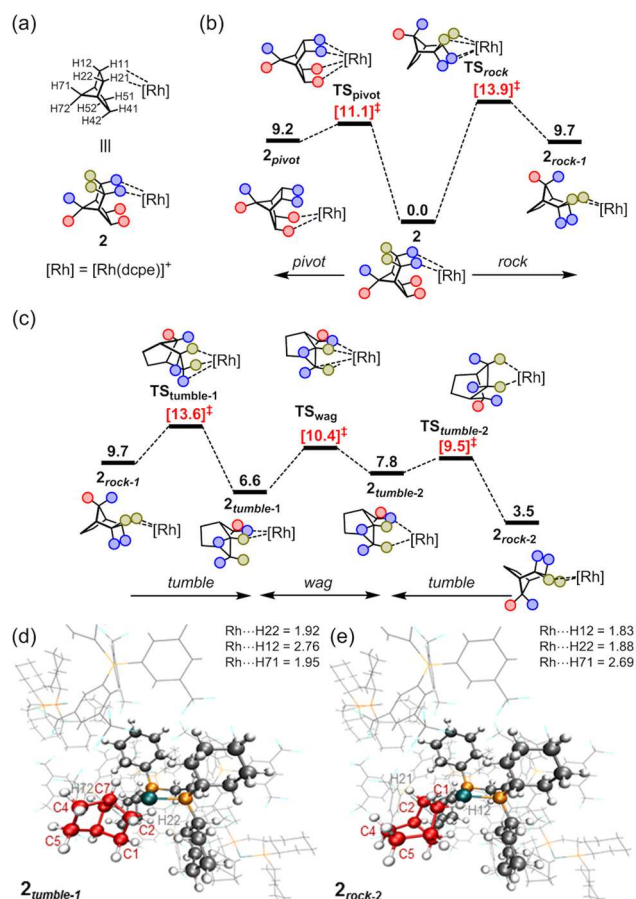 (a)
H12 H11
H22 H21
[Rh]
H71
H72 H52 H51
H41
H42
≡
[Rh]
2
[Rh] = [Rh(dcpe)]⁺
(b)
[Rh]
[Rh]
TSpivot
[11.1]‡
TSrock
[13.9]‡
9.2
2pivot
9.7
2rock-1
[Rh]
[Rh]
0.0
2
[Rh]
pivot
rock
(c)
[Rh]
[Rh]
[Rh]
TStumble-1
[13.6]‡
TSwag
[10.4]‡
TStumble-2
[9.5]‡
9.7
2rock-1
6.6
2tumble-1
7.8
2tumble-2
3.5
2rock-2
[Rh]
[Rh]
[Rh]
[Rh]
tumble
wag
tumble
(d)
Rh···H22 = 1.92
Rh···H12 = 2.76
Rh···H71 = 1.95
H72 C7
C4
C5
C2
C1
H22
2tumble-1
(e)
Rh···H12 = 1.83
Rh···H22 = 1.88
Rh···H71 = 2.69
H21
C1
C2
C4
C5
H12
2rock-2